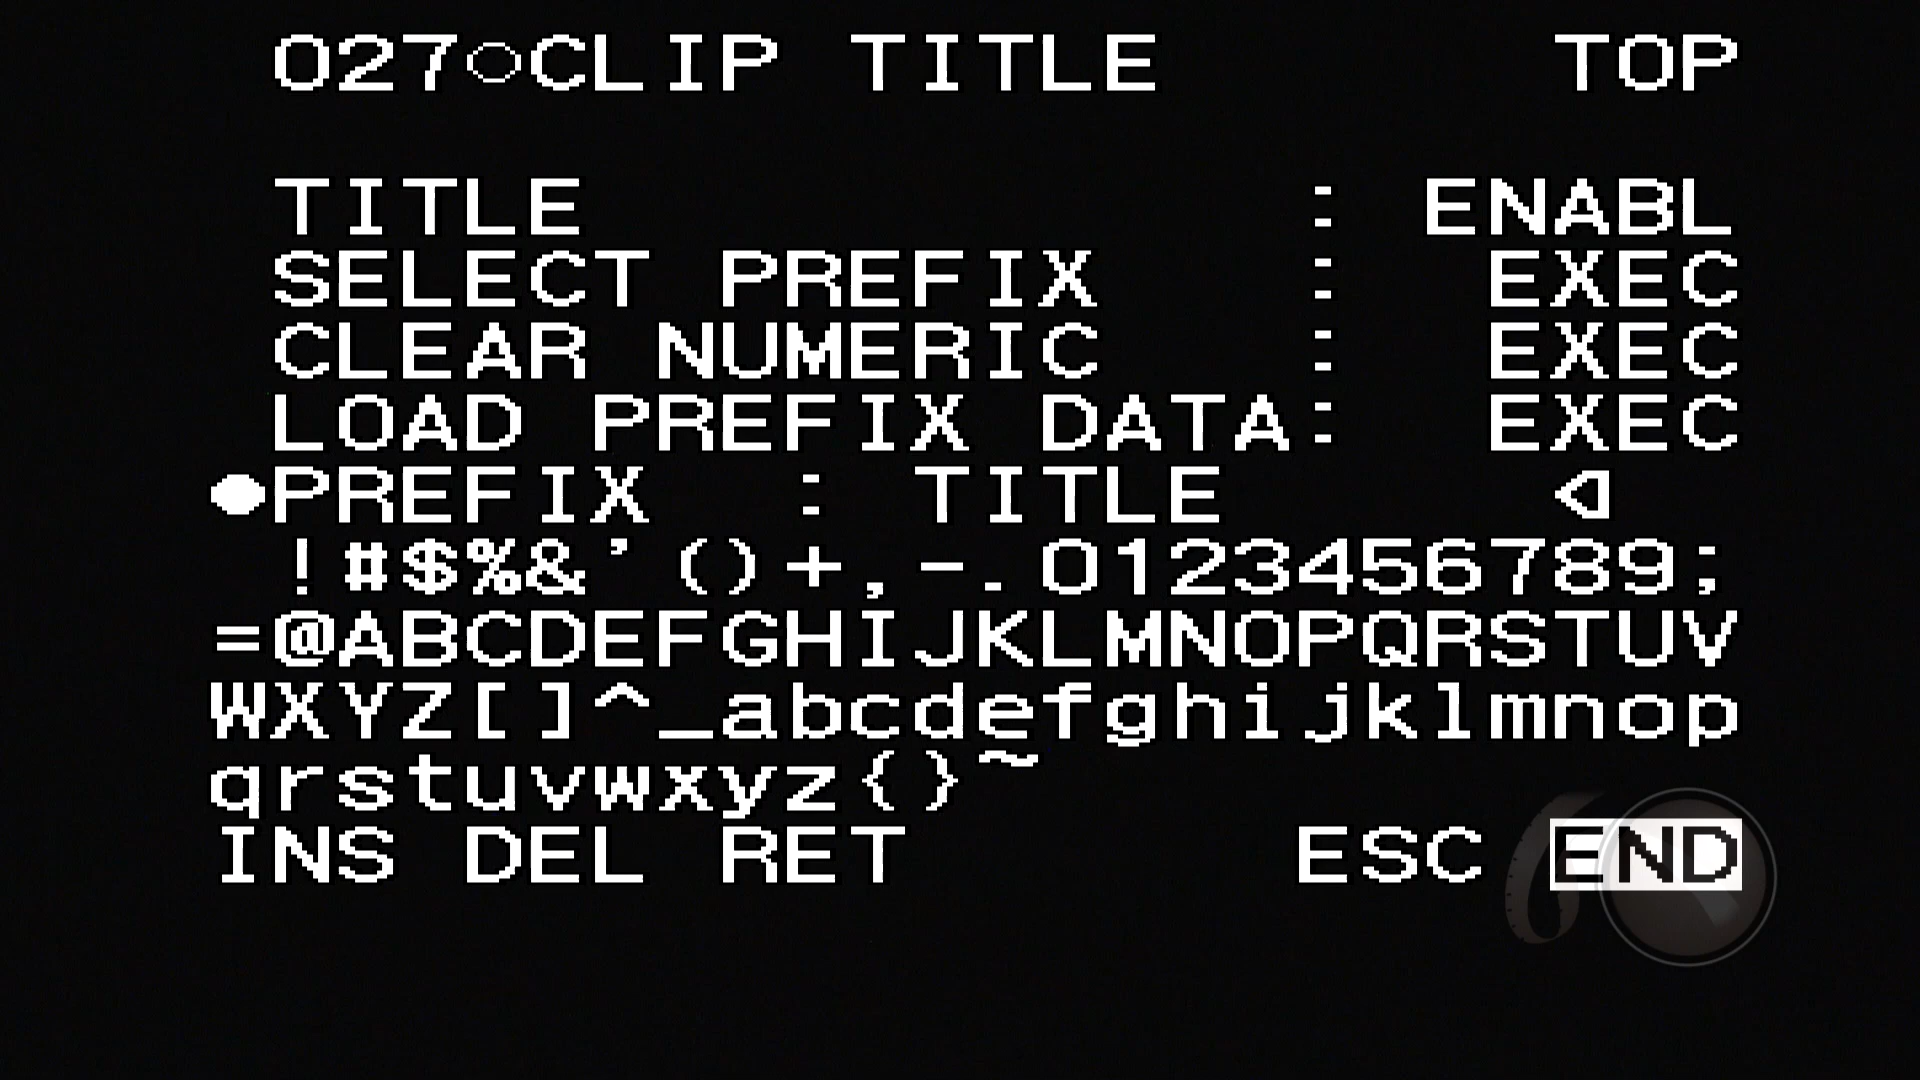 027○CLIP TITLE TOP
TITLE : ENABL
SELECT PREFIX : EXEC
CLEAR NUMERIC : EXEC
LOAD PREFIX DATA: EXEC
●PREFIX : TITLE ◁
!#$%&'()+,-.0123456789;
=@ABCDEFGHIJKLMNOPQRSTUV
WXYZ[]^_abcdefghijklmnop
qrstuvwxyz{}~
INS DEL RET ESC END